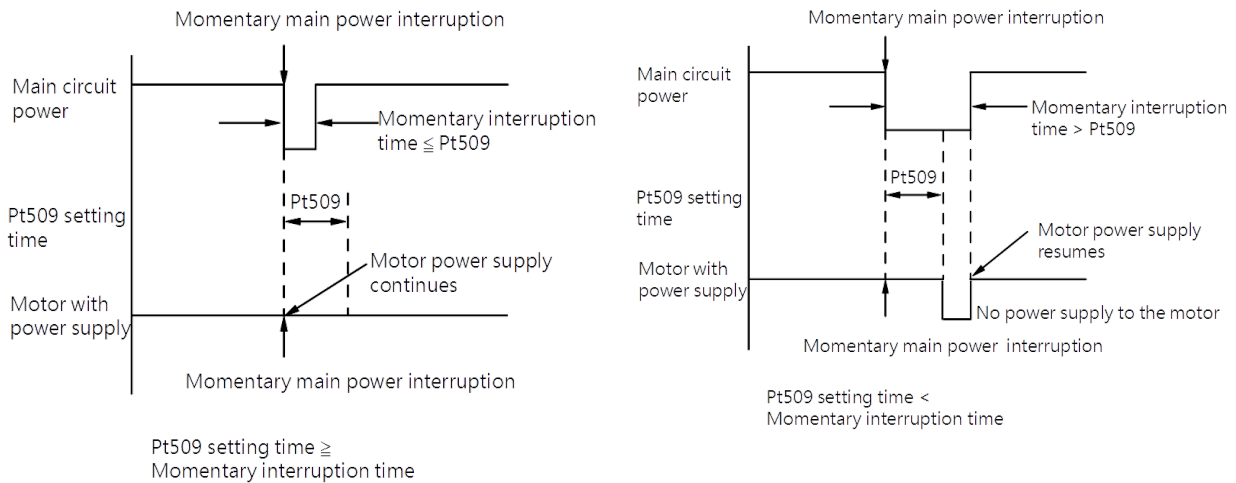 Momentary main power interruption
Main circuit
power
Momentary interruption
time ≦ Pt509
Pt509
Pt509 setting
time
Motor power supply
continues
Motor with
power supply
Momentary main power interruption
Pt509 setting time ≧
Momentary interruption time
Momentary main power interruption
Main circuit
power
Momentary interruption
time > Pt509
Pt509
Pt509 setting
time
Motor power supply
resumes
Motor with
power supply
No power supply to the motor
Momentary main power interruption
Pt509 setting time <
Momentary interruption time